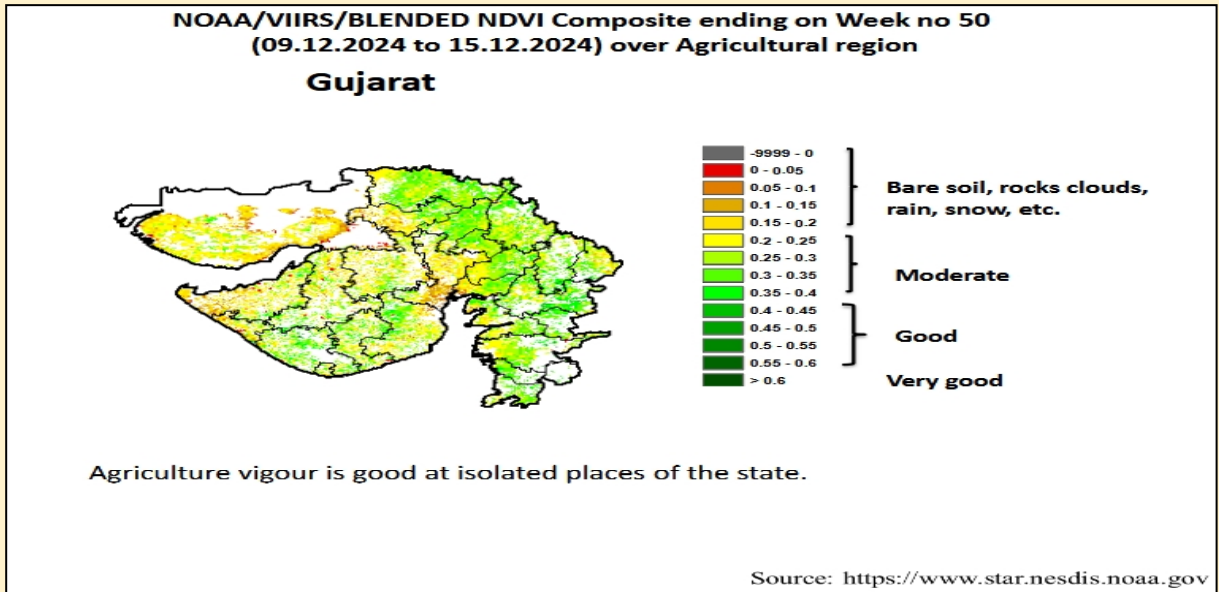 NOAA/VIIRS/BLENDED NDVI Composite ending on Week no 50
(09.12.2024 to 15.12.2024) over Agricultural region
Gujarat
-9999 - 0
0 - 0.05
0.05 - 0.1
0.1 - 0.15
0.15 - 0.2
0.2 - 0.25
0.25 - 0.3
0.3 - 0.35
0.35 - 0.4
0.4 - 0.45
0.45 - 0.5
0.5 - 0.55
0.55 - 0.6
> 0.6
Bare soil, rocks clouds,
rain, snow, etc.
Moderate
Good
Very good
Agriculture vigour is good at isolated places of the state.
Source: https://www.star.nesdis.noaa.gov